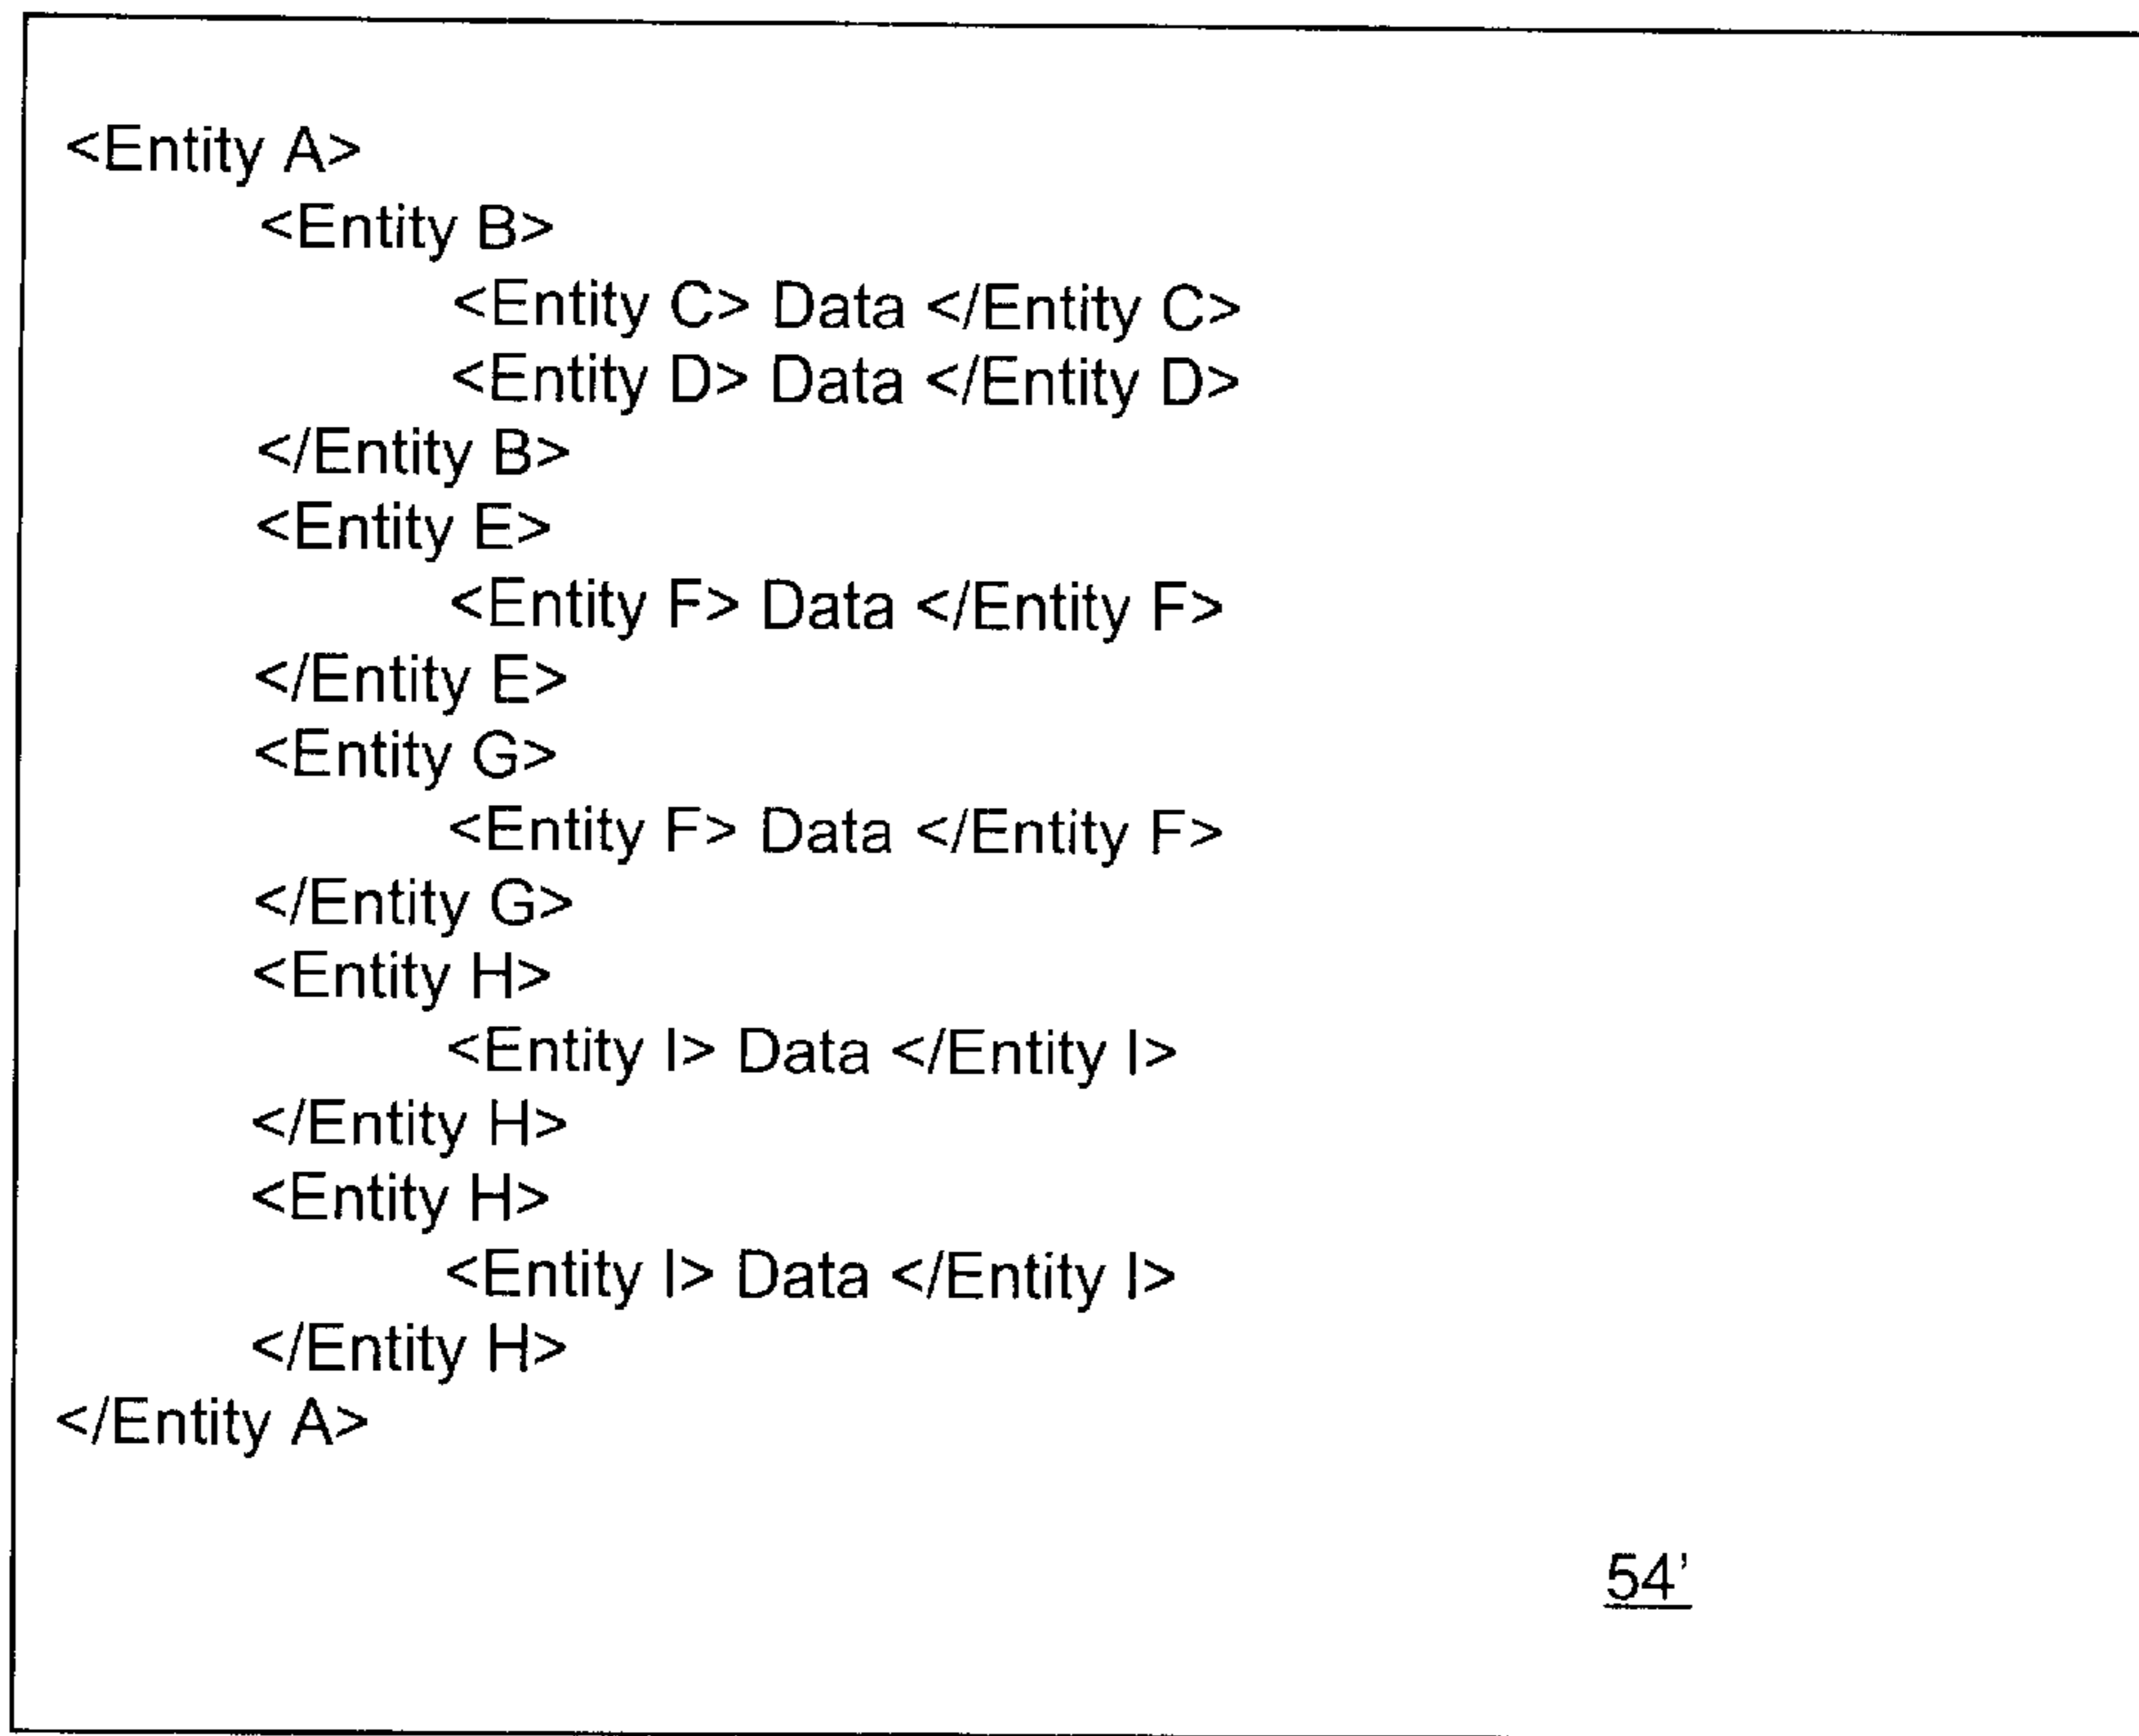 <Entity A>
<Entity B>
<Entity C> Data </Entity C>
<Entity D> Data </Entity D>
</Entity B>
<Entity E>
<Entity F> Data </Entity F>
</Entity E>
<Entity G>
<Entity F> Data </Entity F>
</Entity G>
<Entity H>
<Entity I> Data </Entity I>
</Entity H>
<Entity H>
<Entity I> Data </Entity I>
</Entity H>
</Entity A>
54'